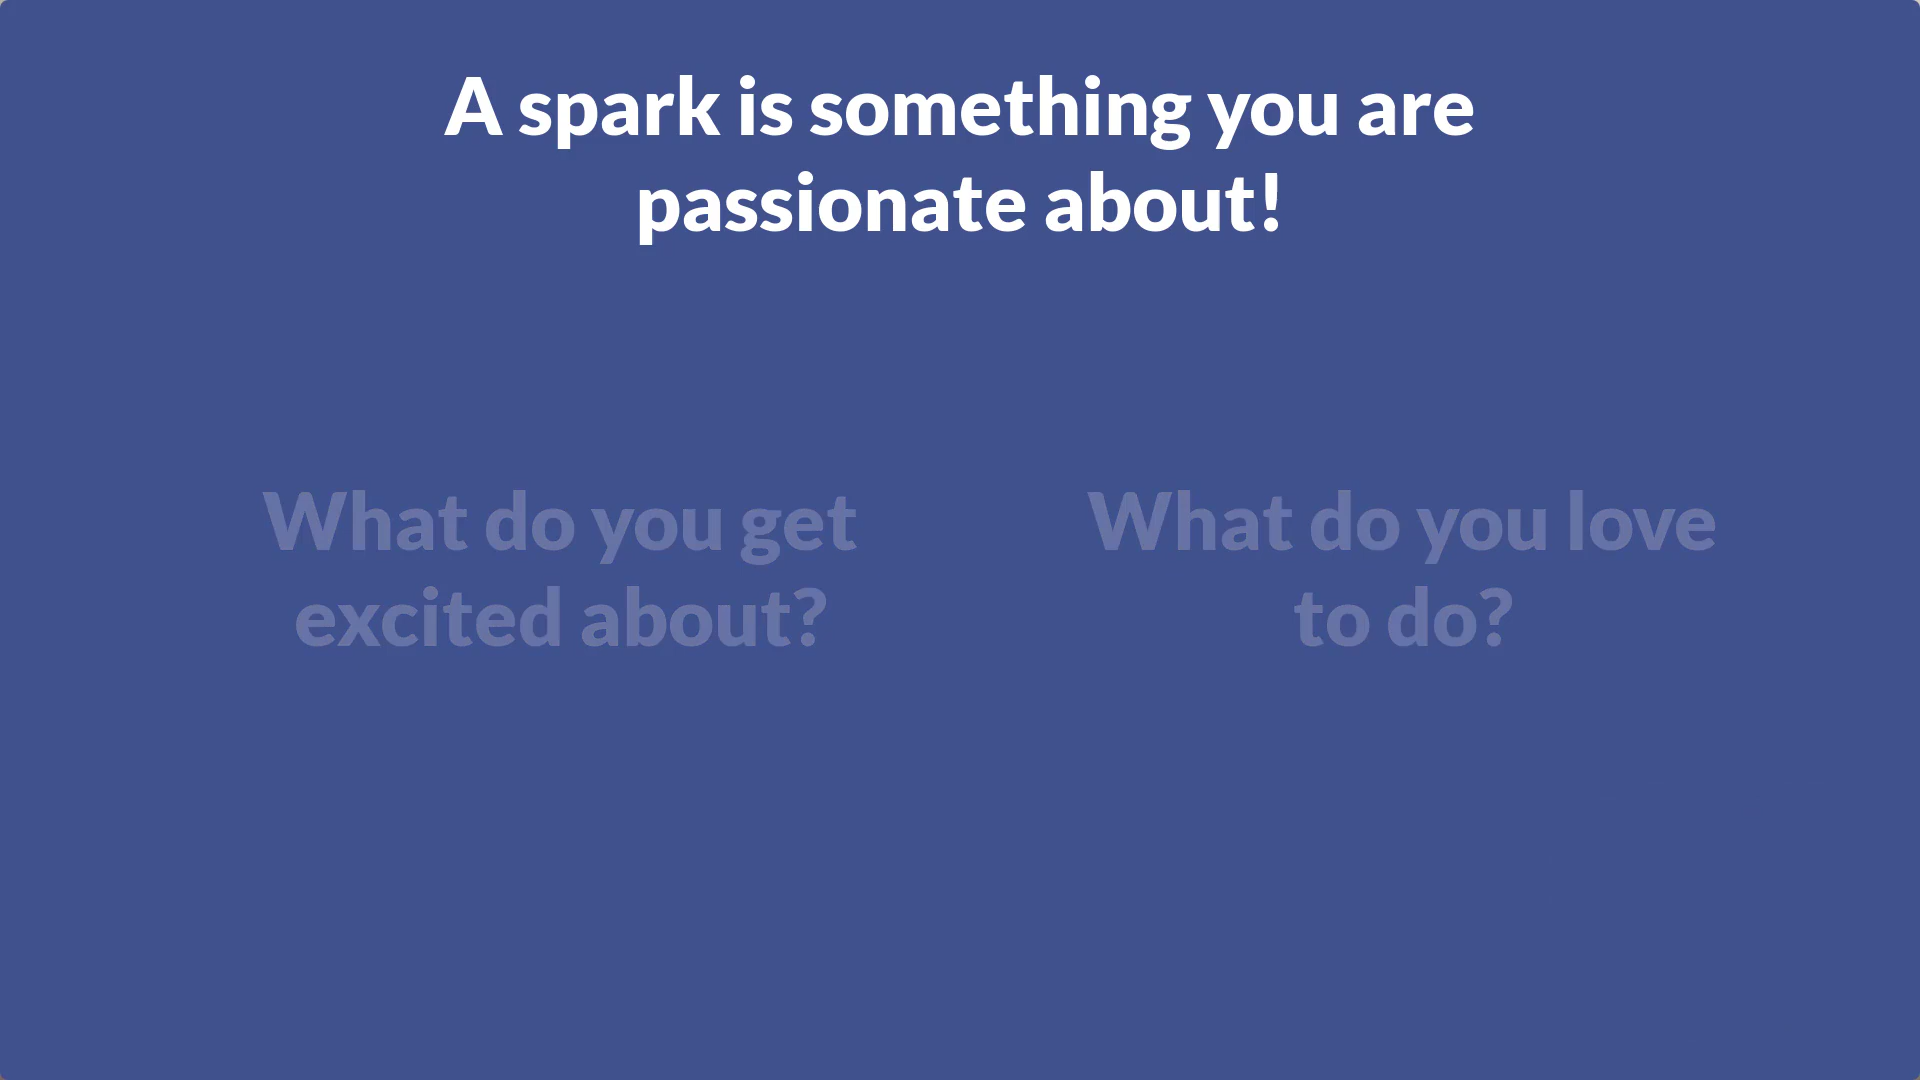 A spark is something you are
passionate about!
What do you get
excited about?
What do you love
to do?